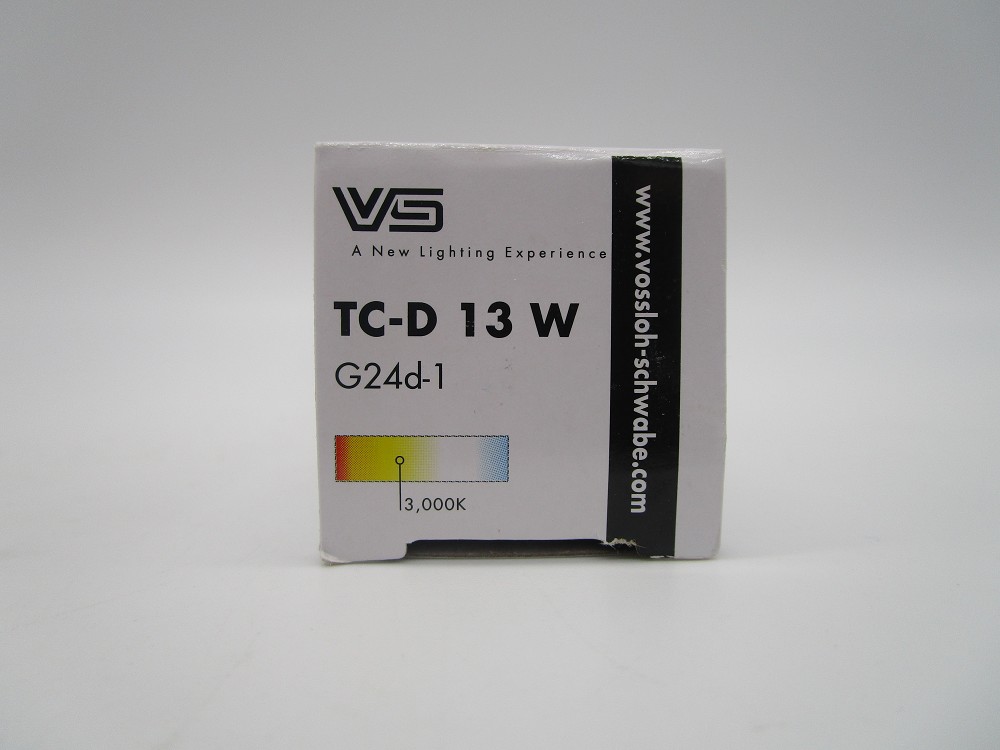 VS
A New Lighting Experience
TC-D 13 W
G24d-1
3,000K
www.vossloh-schwabe.com